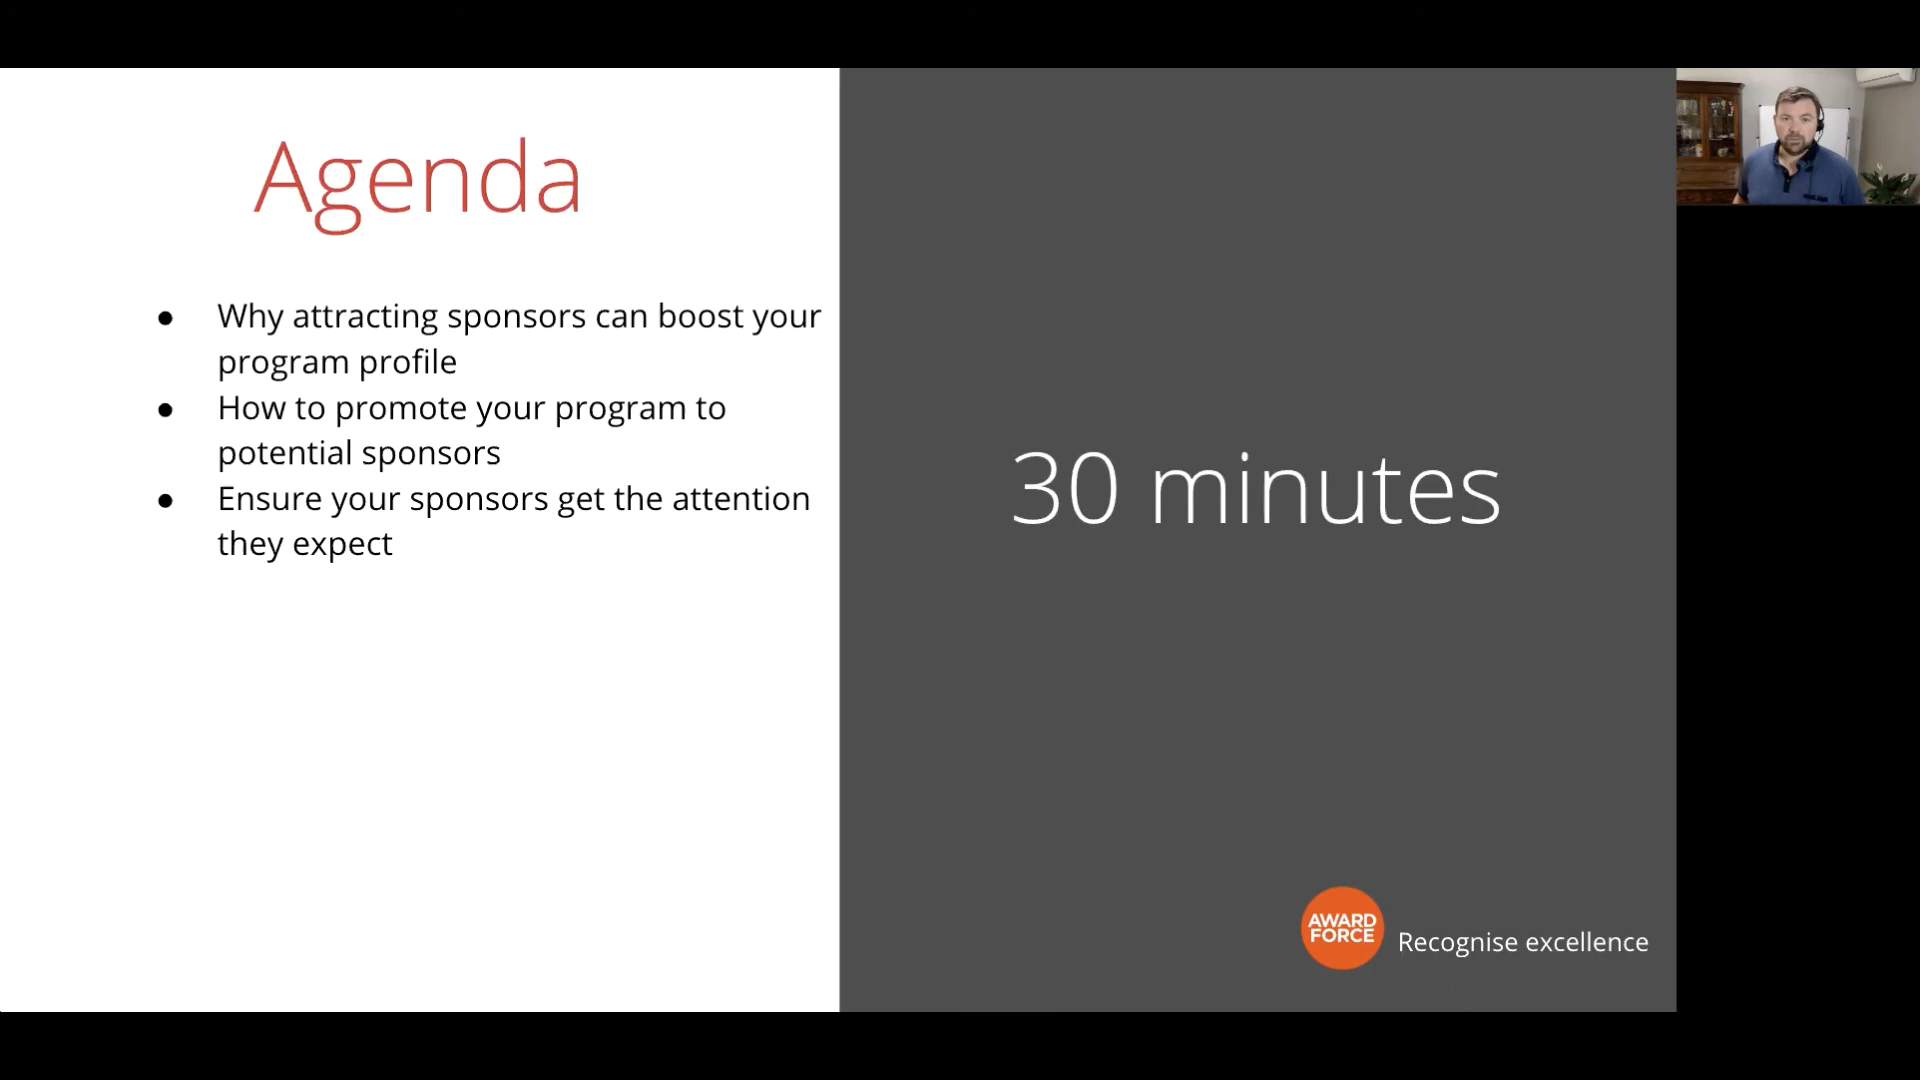 Agenda
● Why attracting sponsors can boost your
program profile
● How to promote your program to
potential sponsors
● Ensure your sponsors get the attention
they expect
30 minutes
AWARD
FORCE
Recognise excellence